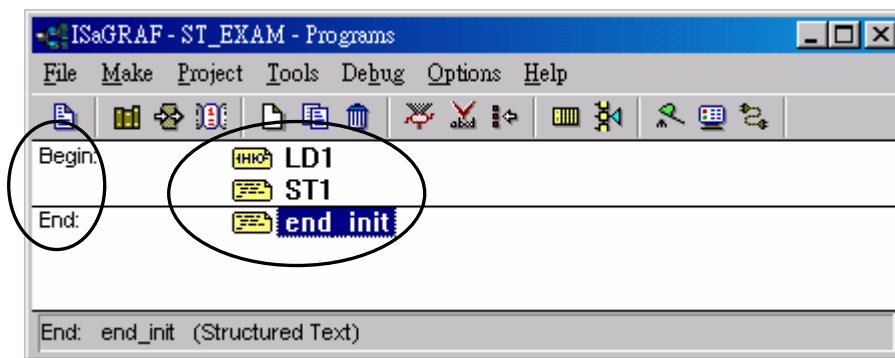 ISaGRAF - ST_EXAM - Programs
File Make Project Tools Debug Options Help
Begin: LD1
ST1
End: end_init
End: end_init (Structured Text)